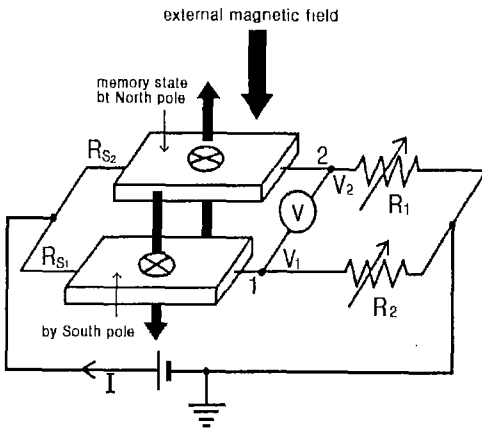 external magnetic field
memory state
bt North pole
R_S2
2
V_2
R_1
V
R_S1
V_1
1
R_2
by South pole
I